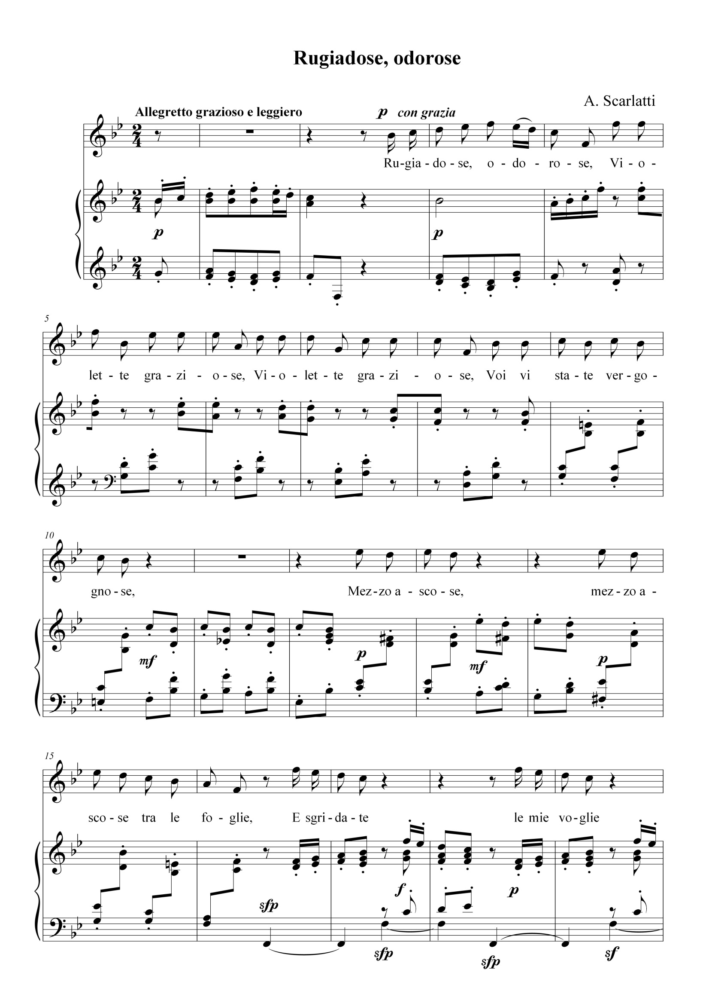 Rugiadose, odorose
A. Scarlatti
Allegretto grazioso e leggiero
p con grazia
Ru-gia - do - se, o - do - ro - se, Vi - o -
p p
5
let - te gra - zi - o - se, Vi - o - let - te gra - zi - o - se, Voi vi sta - te ver - go -
10
gno - se, Mez - zo a - sco - se, mez - zo a -
mf p mf p
15
sco - se tra le fo - glie, E sgri - da - te le mie vo - glie
f p
sfp
sfp sfp sf